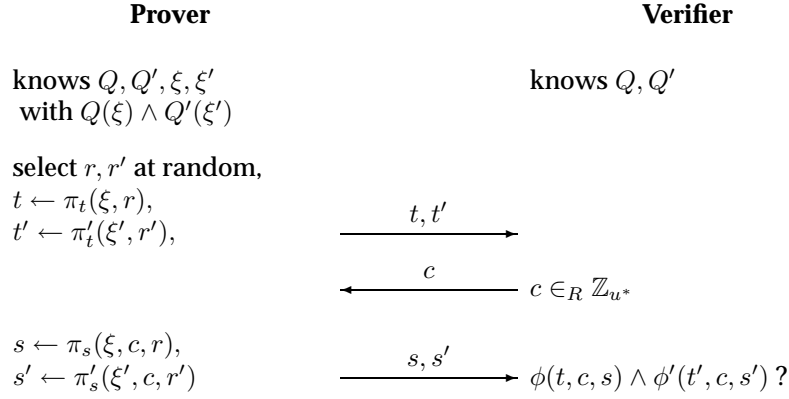 Prover Verifier
knows Q, Q′, ξ, ξ′ knows Q, Q′
with Q(ξ) ∧ Q′(ξ′)
select r, r′ at random,
t ← π_t(ξ, r),
t, t′
t′ ← π′_t(ξ′, r′),
c
c ∈_R ℤ_{u*}
s ← π_s(ξ, c, r),
s, s′
s′ ← π′_s(ξ′, c, r′) ϕ(t, c, s) ∧ ϕ′(t′, c, s′) ?